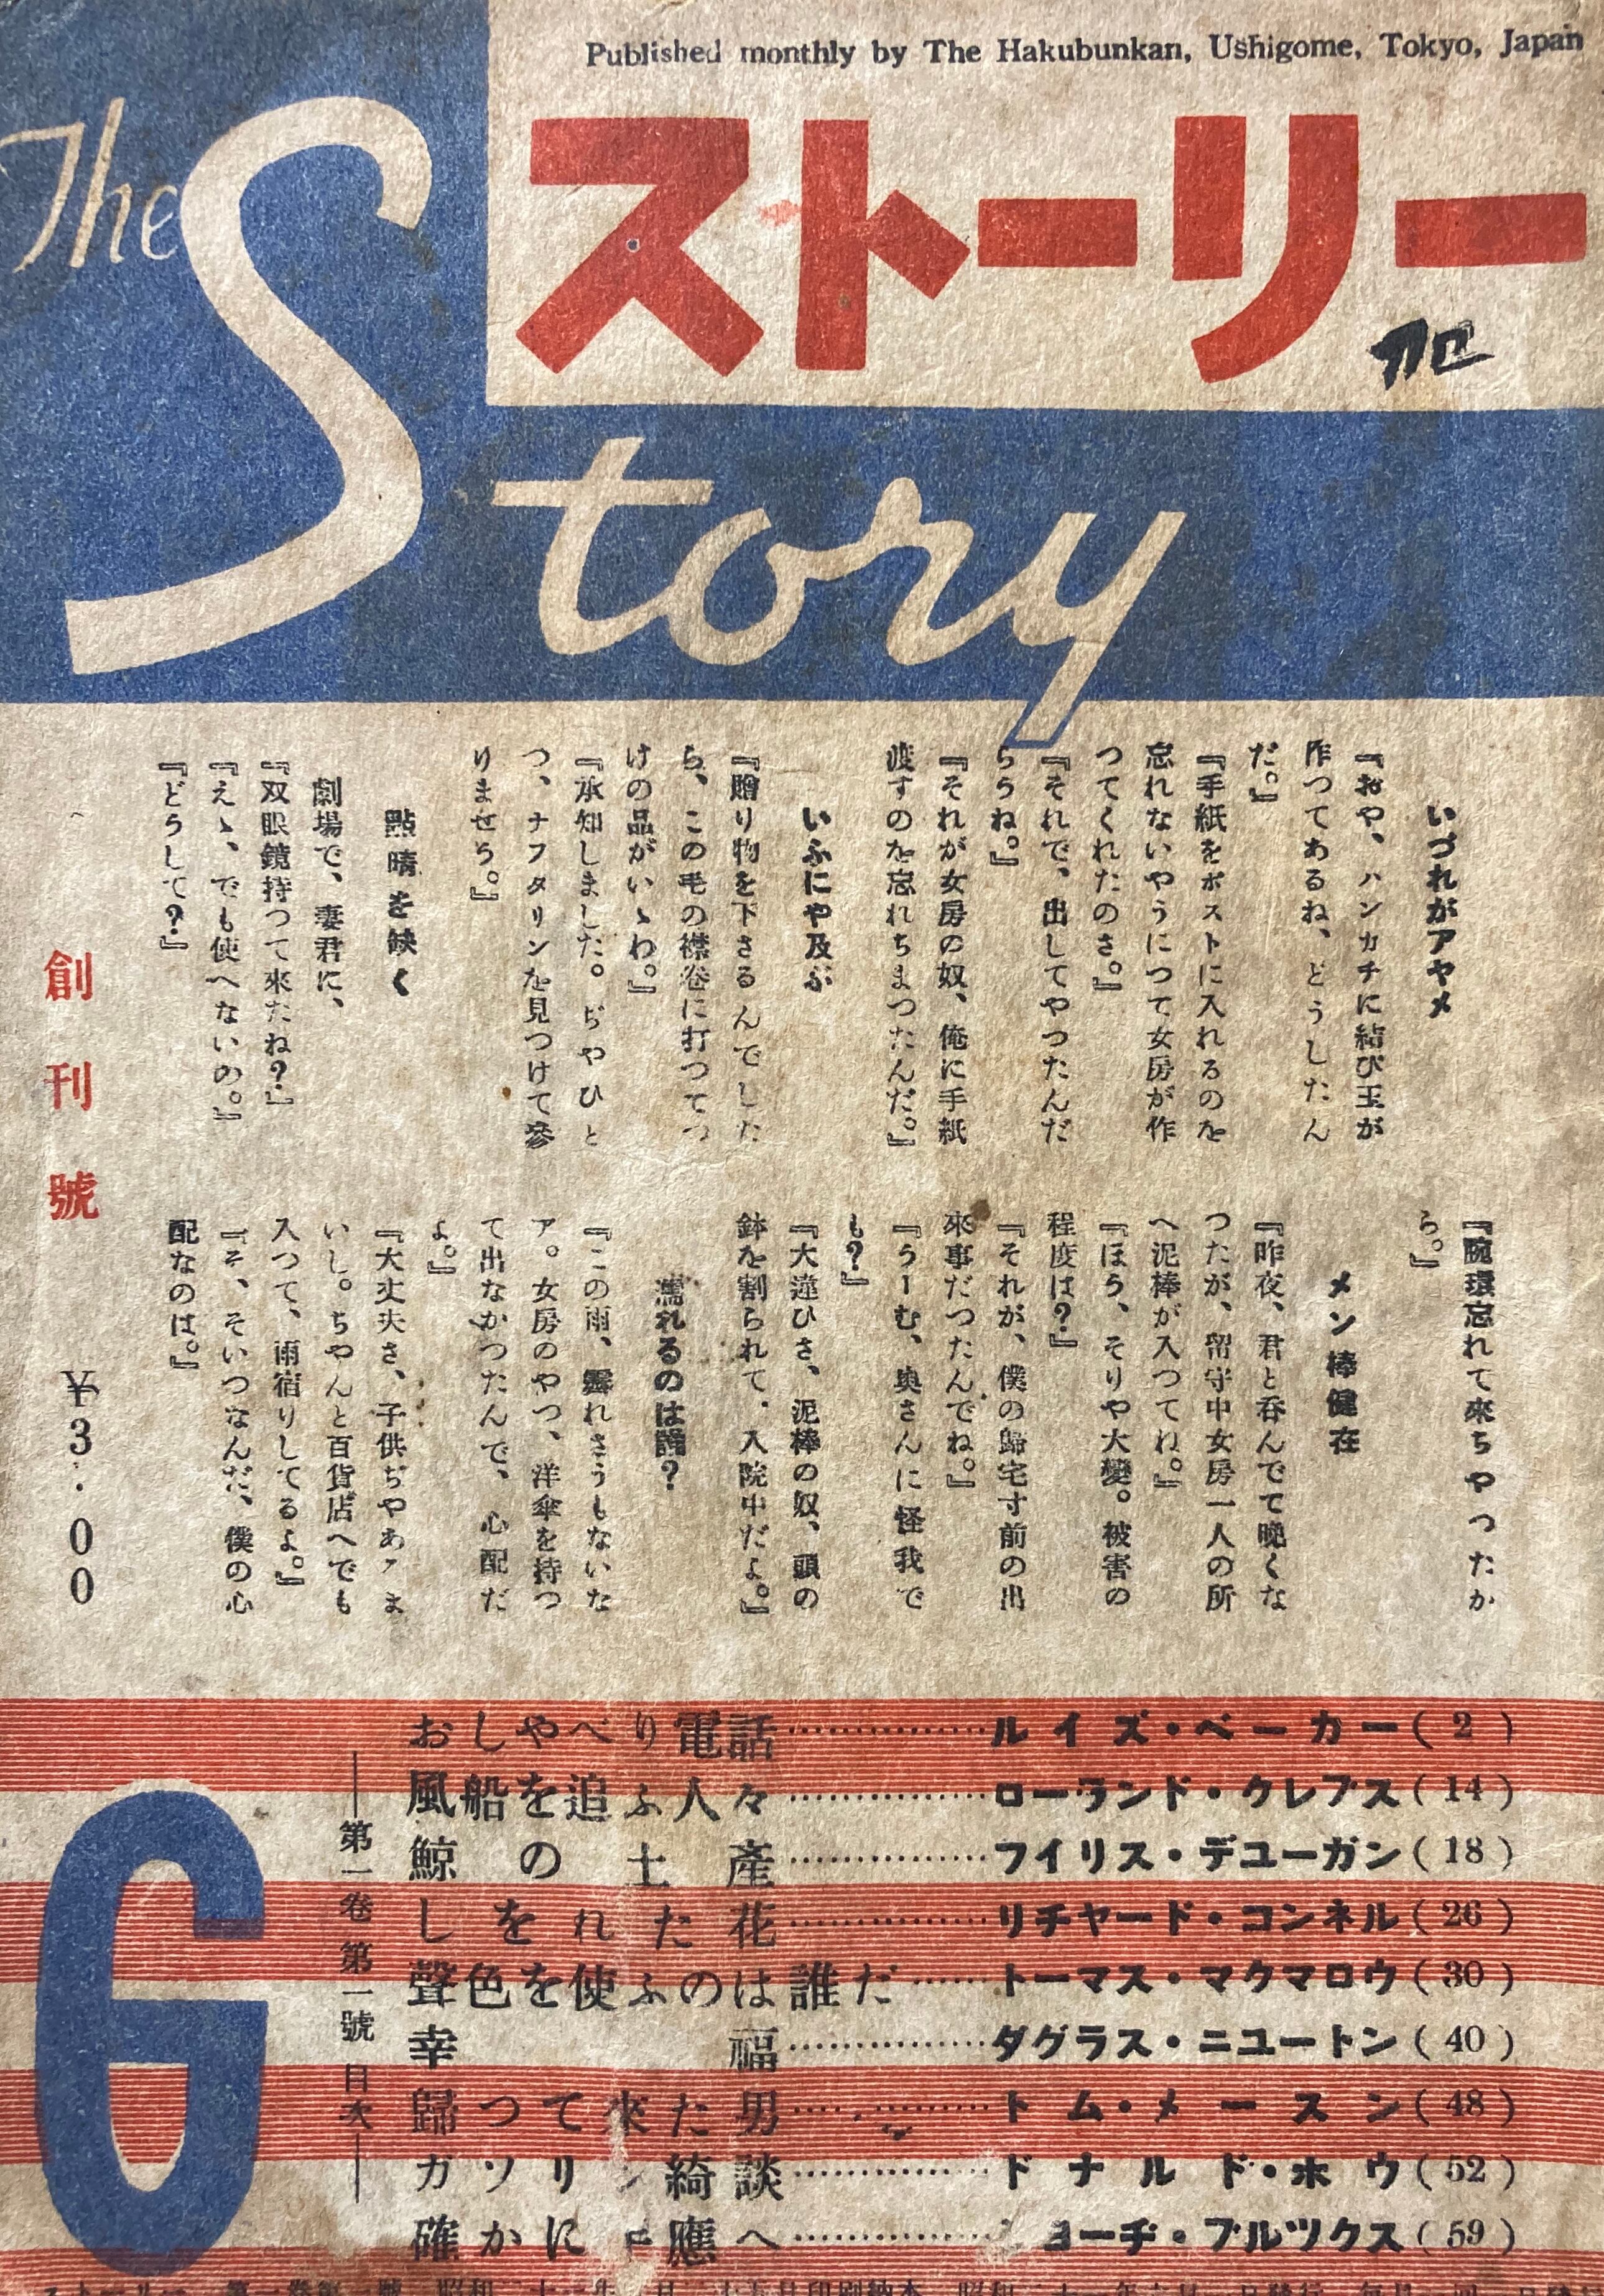 Published monthly by The Hakubunkan, Ushigome, Tokyo, Japan
The Story
ストーリー
いづれがアヤメ
『おや、ハンカチに結び玉が
作つてあるね、どうしたん
だ。』
『手紙をポストに入れるのを
忘れないやうにつて女房が作
つてくれたのさ。』
『それで、出してやつたんだ
らうね。』
『それが女房の奴、俺に手紙
渡すのを忘れちまつたんだ。』
いふにや及ぶ
『贈り物を下さるんでした
ら、この毛の襟卷に打つてつ
けの品がいゝわ。』
『承知しました。ぢやひと
つ、ナフタリンを見つけて參
りませう。』
點晴を缺く
劇場で、妻君に、
『双眼鏡持つて來たね？』
『えゝ、でも使へないの。』
『どうして？』
『腕環忘れて來ちやつたか
ら。』
メン棒健在
『昨夜、君と呑んでて晩くな
つたが、留守中女房一人の所
へ泥棒が入つてね。』
『ほう、そりや大變。被害の
程度は？』
『それが、僕の歸宅寸前の出
來事だつたんでね。』
『うーむ、奥さんに怪我で
も？』
『大違ひさ、泥棒の奴、頭の
鉢を割られて、入院中だよ。』
濡れるのは誰？
『この雨、霽れさうもないな
ア。女房のやつ、洋傘を持つ
て出なかつたんで、心配だ
よ。』
『大丈夫さ、子供ぢやあ
いし。ちやんと百貨店へでも
入つて、雨宿りしてるよ。』
『そ、そいつなんだ、僕の心
配なのは。』
創刊號
¥3.00
6
第一卷 第一號 目次
おしやべり電話……ルイズ・ベーカー(2)
風船を追ふ人々……ローランド・クレブス(14)
鯨の土産……フイリス・デユーガン(18)
しをれた花……リチヤード・コンネル(26)
聲色を使ふのは誰だ……トーマス・マクマロウ(30)
幸福……ダグラス・ニユートン(40)
歸つて來た男……トム・メースン(48)
ガソリン綺談……ドナルド・ホウ(52)
確かに手應へ……ジヨーヂ・ブルツクス(59)